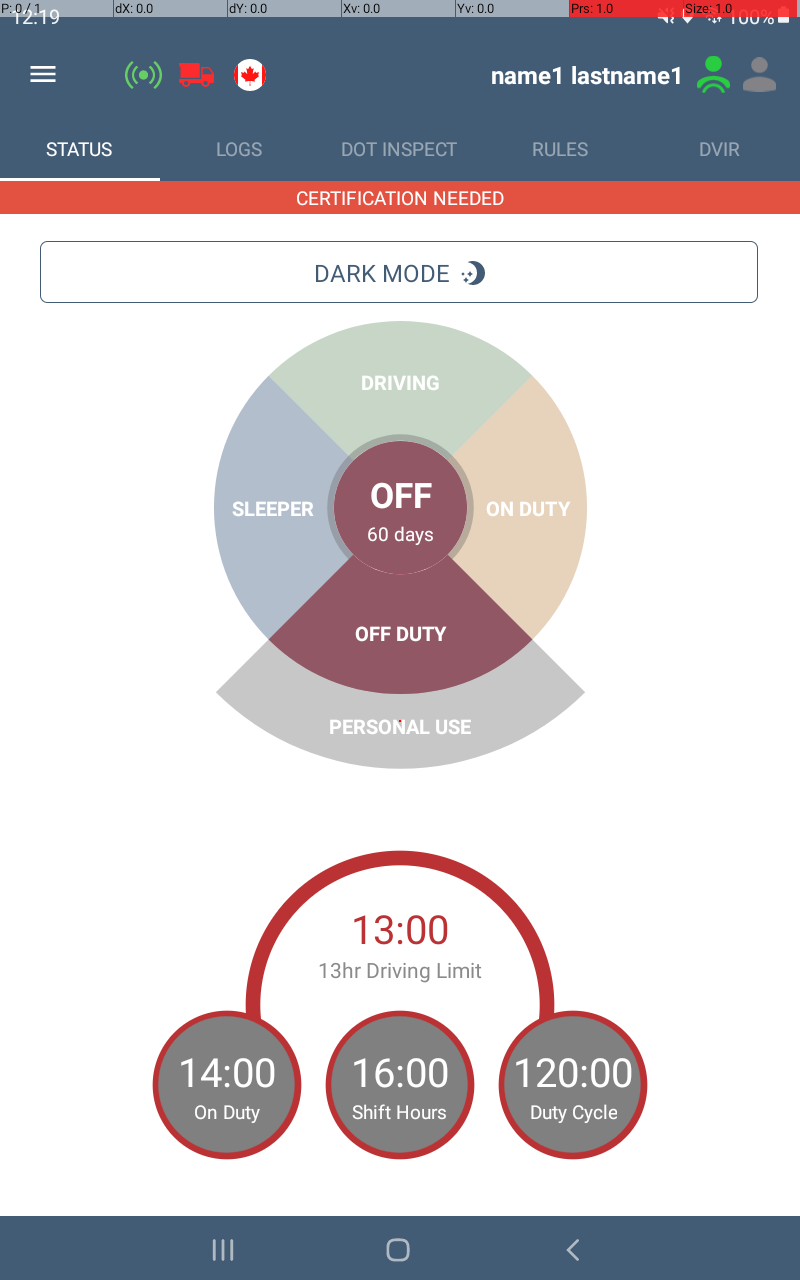 P: 0 / 1 dX: 0.0 dY: 0.0 Xv: 0.0 Yv: 0.0 Prs: 1.0 Size: 1.0
12:19 100%
name1 lastname1
STATUS LOGS DOT INSPECT RULES DVIR
CERTIFICATION NEEDED
DARK MODE
DRIVING
SLEEPER
OFF
60 days
ON DUTY
OFF DUTY
PERSONAL USE
13:00
13hr Driving Limit
14:00
On Duty
16:00
Shift Hours
120:00
Duty Cycle